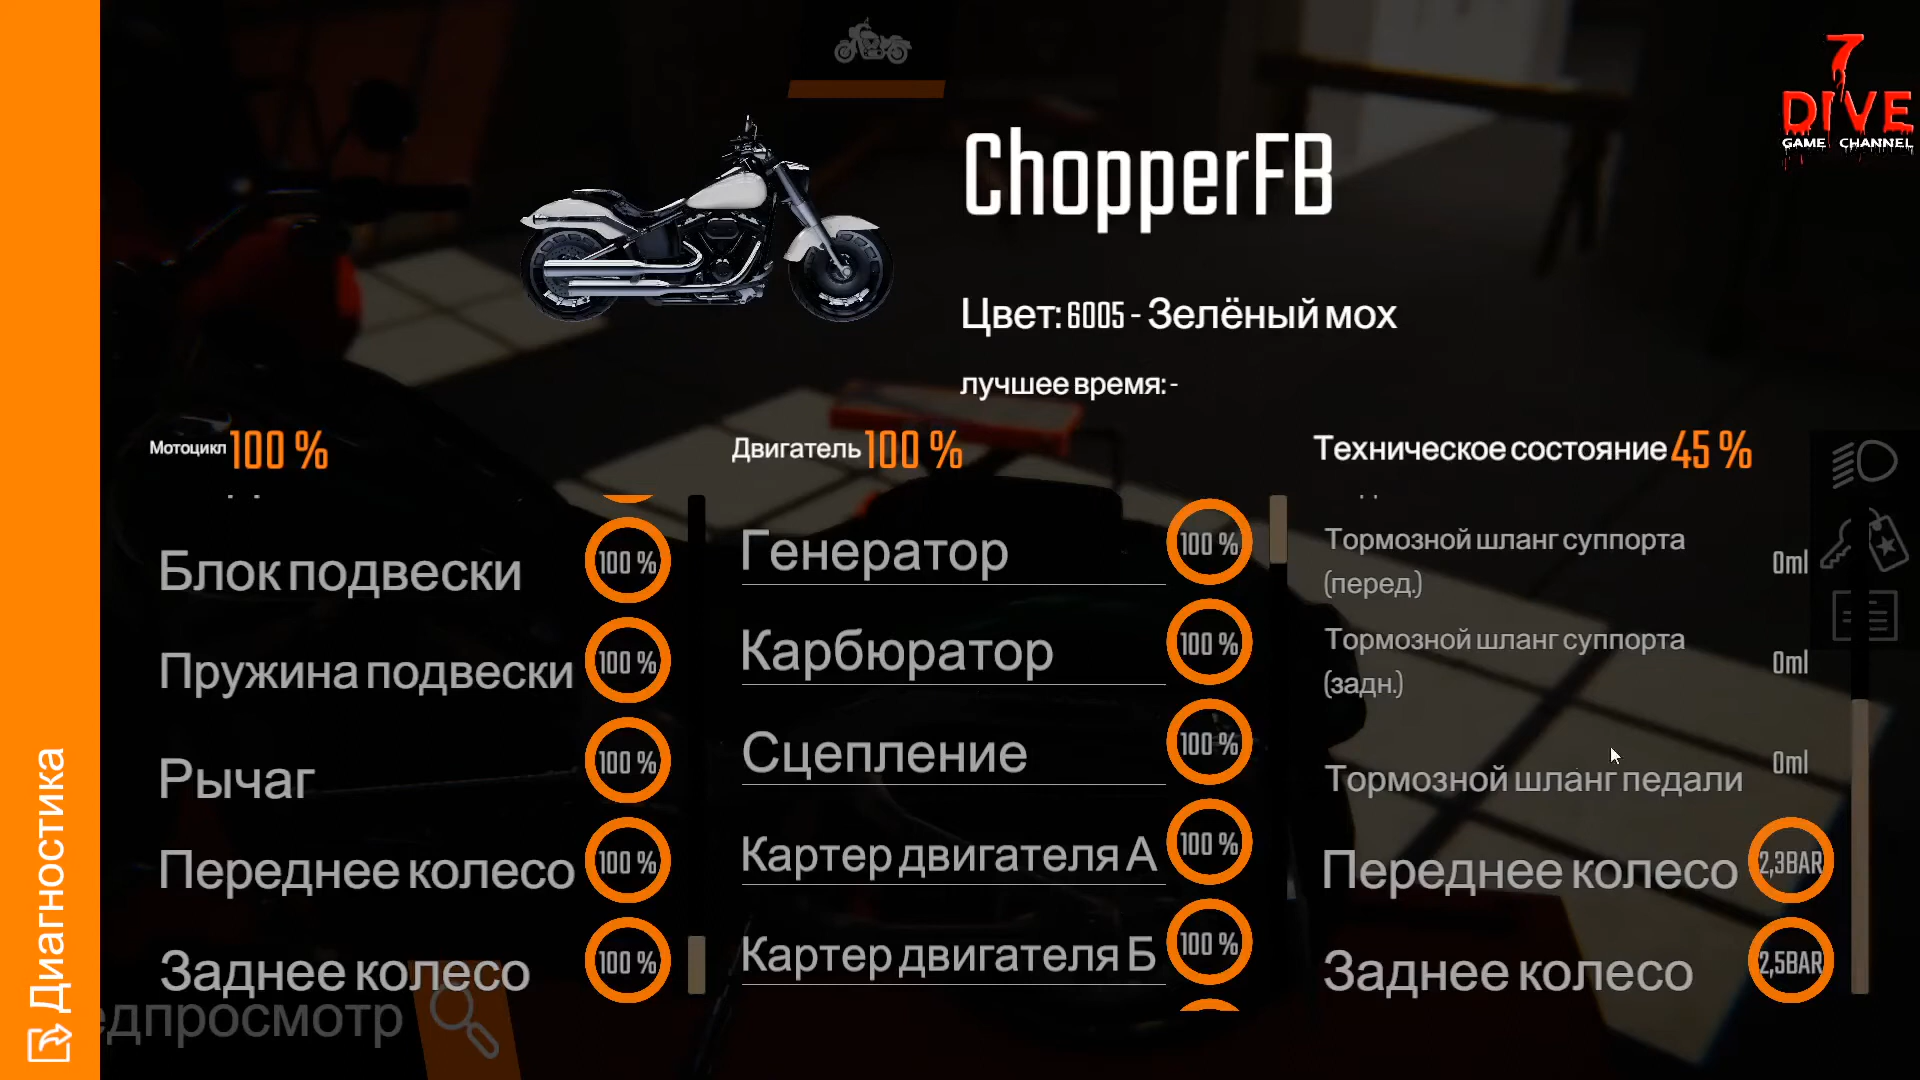 7
DIVE
GAME CHANNEL
ChopperFB
Цвет: 6005 - Зелёный мох
лучшее время: -
Мотоцикл 100 %
Блок подвески 100 %
Пружина подвески 100 %
Рычаг 100 %
Переднее колесо 100 %
Заднее колесо 100 %
Двигатель 100 %
Генератор 100 %
Карбюратор 100 %
Сцепление 100 %
Картер двигателя А 100 %
Картер двигателя Б 100 %
Техническое состояние 45 %
Тормозной шланг суппорта
(перед.) 0ml
Тормозной шланг суппорта
(задн.) 0ml
Тормозной шланг педали 0ml
Переднее колесо 2,3BAR
Заднее колесо 2,5BAR
Диагностика